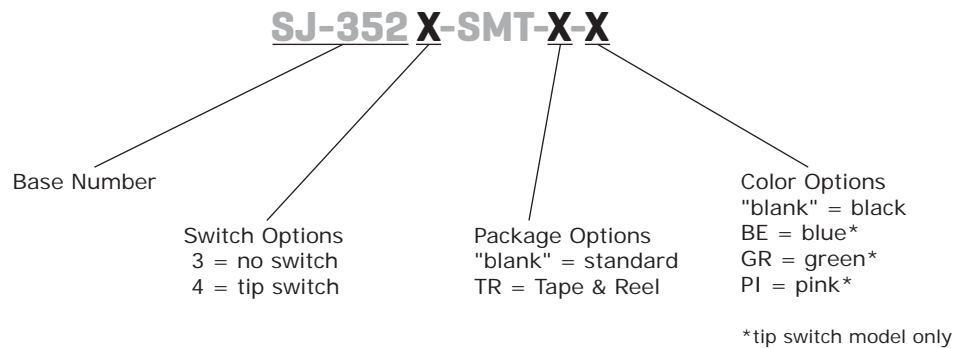 SJ-352 X-SMT-X-X
Base Number
Switch Options
3 = no switch
4 = tip switch
Package Options
"blank" = standard
TR = Tape & Reel
Color Options
"blank" = black
BE = blue*
GR = green*
PI = pink*
*tip switch model only